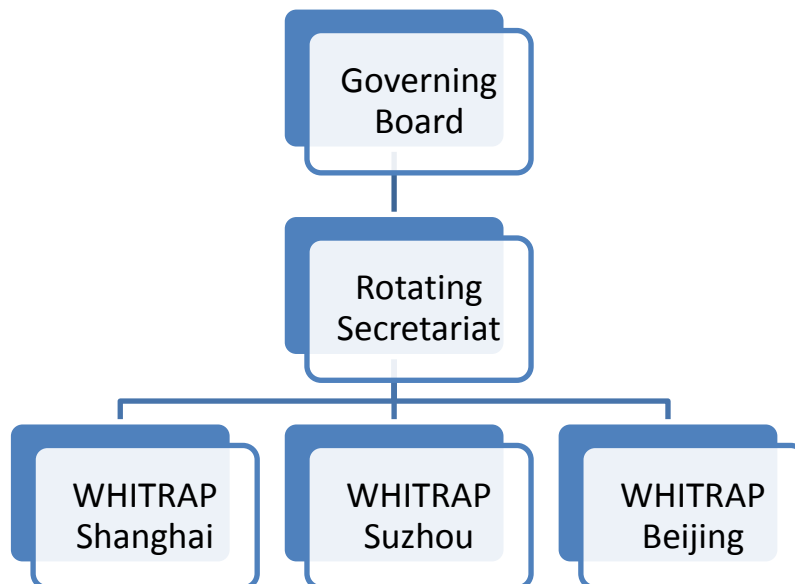 Governing
Board
Rotating
Secretariat
WHITRAP
Shanghai
WHITRAP
Suzhou
WHITRAP
Beijing